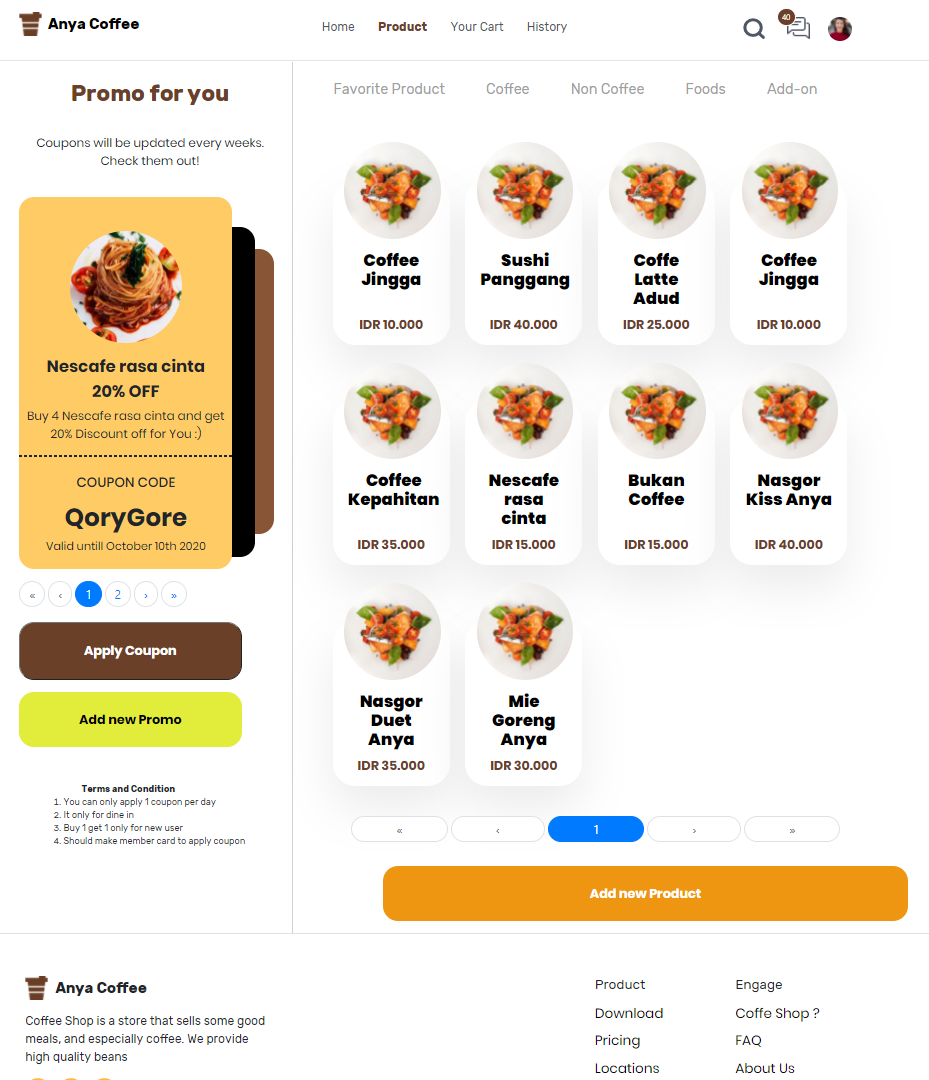 Anya Coffee
Home Product Your Cart History
40
Promo for you
Coupons will be updated every weeks.
Check them out!
Nescafe rasa cinta
20% OFF
Buy 4 Nescafe rasa cinta and get
20% Discount off for You :)
COUPON CODE
QoryGore
Valid untill October 10th 2020
« ‹ 1 2 › »
Apply Coupon
Add new Promo
Terms and Condition
1. You can only apply 1 coupon per day
2. It only for dine in
3. Buy 1 get 1 only for new user
4. Should make member card to apply coupon
Favorite Product Coffee Non Coffee Foods Add-on
Coffee
Jingga
IDR 10.000
Sushi
Panggang
IDR 40.000
Coffe
Latte
Adud
IDR 25.000
Coffee
Jingga
IDR 10.000
Coffee
Kepahitan
IDR 35.000
Nescafe
rasa
cinta
IDR 15.000
Bukan
Coffee
IDR 15.000
Nasgor
Kiss Anya
IDR 40.000
Nasgor
Duet
Anya
IDR 35.000
Mie
Goreng
Anya
IDR 30.000
« ‹ 1 › »
Add new Product
Anya Coffee
Coffee Shop is a store that sells some good
meals, and especially coffee. We provide
high quality beans
Product
Download
Pricing
Locations
Engage
Coffe Shop ?
FAQ
About Us